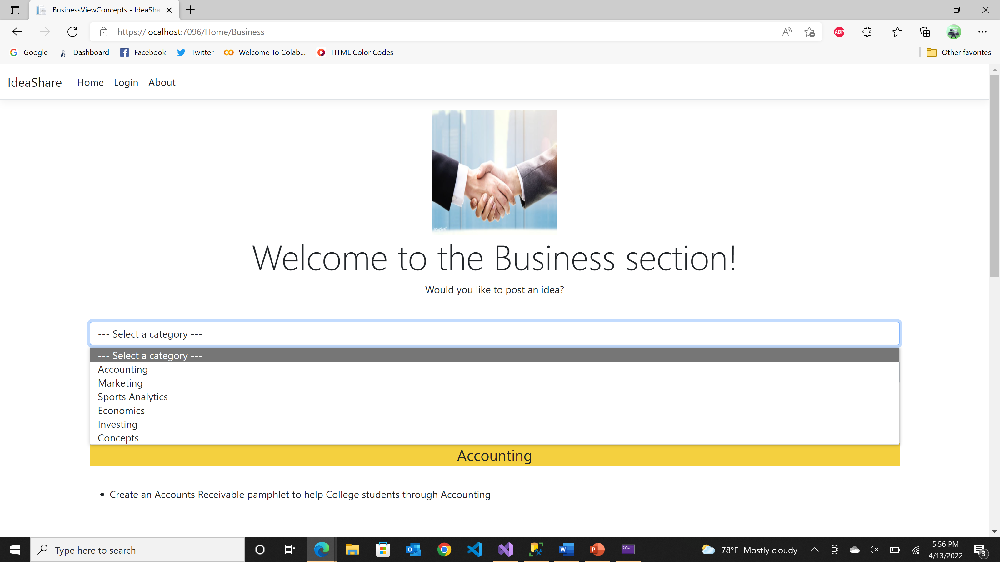 BusinessViewConcepts - IdeaSha
https://localhost:7096/Home/Business
ABP
Google Dashboard Facebook Twitter Welcome To Colab... HTML Color Codes Other favorites
IdeaShare Home Login About
Welcome to the Business section!
Would you like to post an idea?
--- Select a category ---
--- Select a category ---
Accounting
Marketing
Sports Analytics
Economics
Investing
Concepts
Accounting
• Create an Accounts Receivable pamphlet to help College students through Accounting
Type here to search
78°F Mostly cloudy
5:56 PM
4/13/2022
3